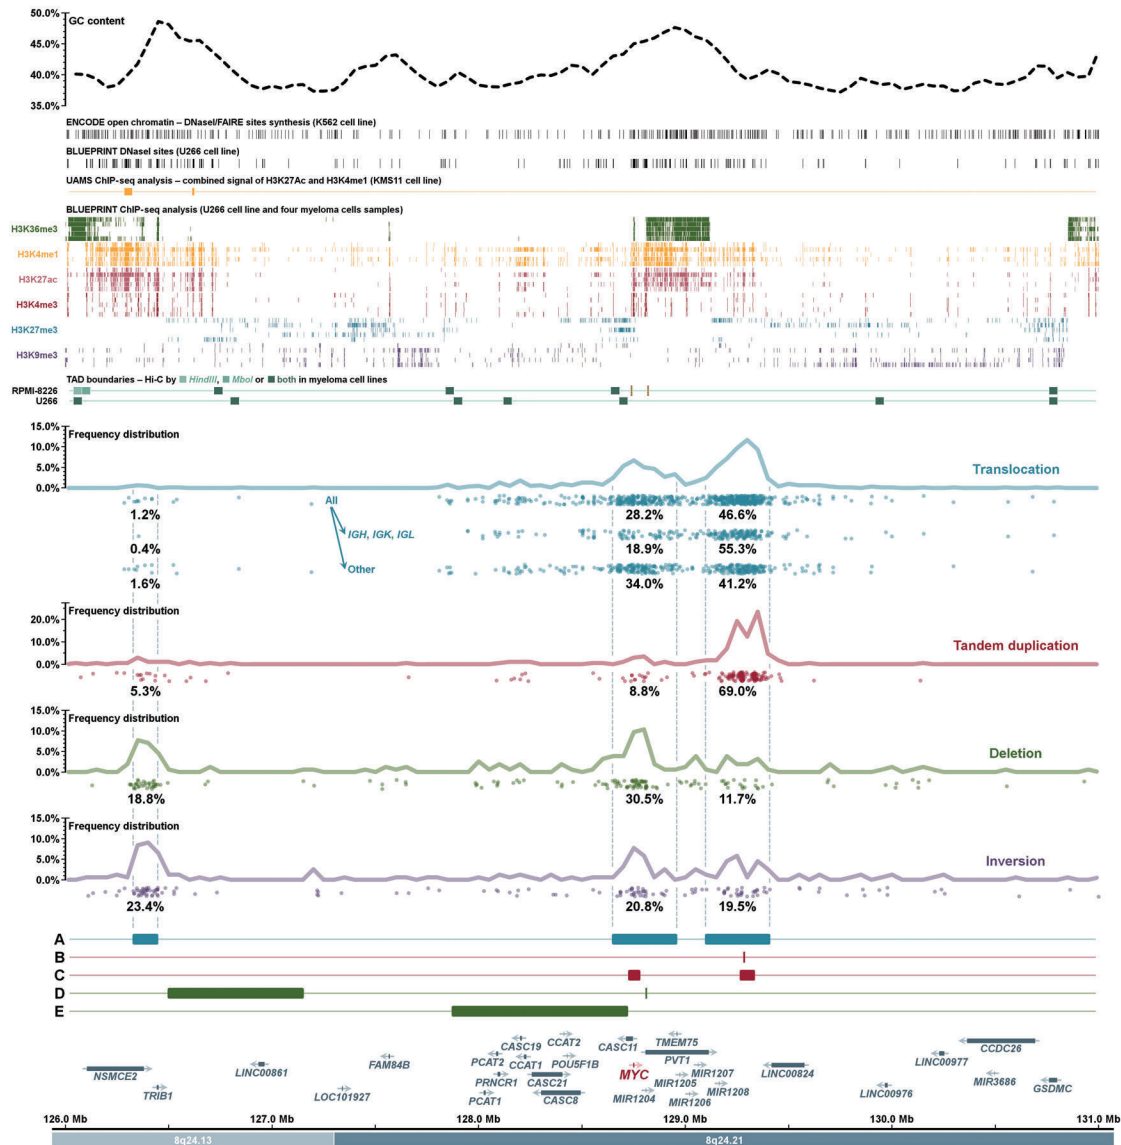 50.0%
GC content
45.0%
40.0%
35.0%
ENCODE open chromatin – DNaseI/FAIRE sites synthesis (K562 cell line)
BLUEPRINT DNaseI sites (U266 cell line)
UAMS ChIP-seq analysis – combined signal of H3K27Ac and H3K4me1 (KMS11 cell line)
BLUEPRINT ChIP-seq analysis (U266 cell line and four myeloma cells samples)
H3K36me3
H3K4me1
H3K27ac
H3K4me3
H3K27me3
H3K9me3
TAD boundaries – Hi-C by HindIII, MboI or both in myeloma cell lines
RPMI-8226
U266
15.0%
Frequency distribution
10.0%
Translocation
5.0%
0.0%
All
1.2% 28.2% 46.6%
IGH, IGK, IGL
0.4% 18.9% 55.3%
Other
1.6% 34.0% 41.2%
Frequency distribution
20.0%
Tandem duplication
10.0%
0.0%
5.3% 8.8% 69.0%
15.0%
Frequency distribution
10.0%
Deletion
5.0%
0.0%
18.8% 30.5% 11.7%
15.0%
Frequency distribution
10.0%
Inversion
5.0%
0.0%
23.4% 20.8% 19.5%
A
B
C
D
E
CCAT2 TMEM75
CASC19 CASC11 CCDC26
PCAT2 PVT1 LINC00977
FAM84B CCAT1 POU5F1B
LINC00861 MYC MIR1207 LINC00824
NSMCE2 PRNCR1 CASC21 MIR1205 MIR3686
MIR1208 GSDMC
TRIB1 LOC101927 PCAT1 CASC8 MIR1204 MIR1206 LINC00976
126.0 Mb 127.0 Mb 128.0 Mb 129.0 Mb 130.0 Mb 131.0 Mb
8q24.13 8q24.21